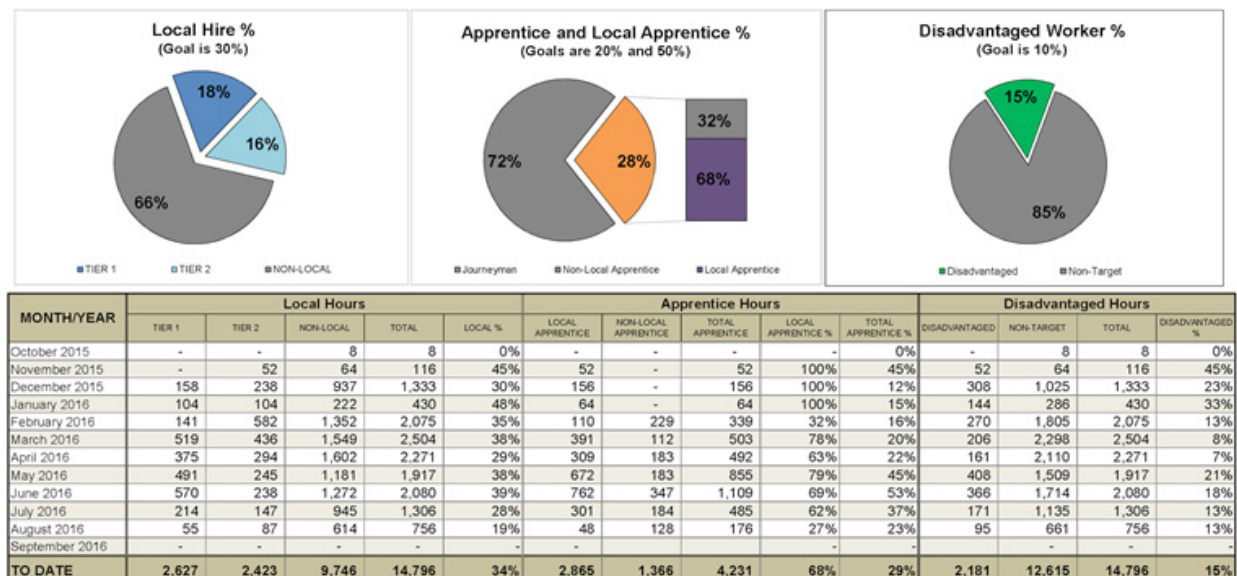 Local Hire %
(Goal is 30%)
18%
16%
66%
TIER 1 TIER 2 NON-LOCAL
Apprentice and Local Apprentice %
(Goals are 20% and 50%)
72%
28%
32%
68%
Journeyman Non-Local Apprentice Local Apprentice
Disadvantaged Worker %
(Goal is 10%)
15%
85%
Disadvantaged Non-Target
MONTH/YEAR Local Hours Apprentice Hours Disadvantaged Hours
TIER 1 TIER 2 NON-LOCAL TOTAL LOCAL % LOCAL APPRENTICE NON-LOCAL APPRENTICE TOTAL APPRENTICE LOCAL APPRENTICE % TOTAL APPRENTICE % DISADVANTAGED NON-TARGET TOTAL DISADVANTAGED %
October 2015 - - 8 8 0% - - - - 0% - 8 8 0%
November 2015 - 52 64 116 45% 52 - 52 100% 45% 52 64 116 45%
December 2015 158 238 937 1,333 30% 156 - 156 100% 12% 308 1,025 1,333 23%
January 2016 104 104 222 430 48% 64 - 64 100% 15% 144 286 430 33%
February 2016 141 582 1,352 2,075 35% 110 229 339 32% 16% 270 1,805 2,075 13%
March 2016 519 436 1,549 2,504 38% 391 112 503 78% 20% 206 2,298 2,504 8%
April 2016 375 294 1,602 2,271 29% 309 183 492 63% 22% 161 2,110 2,271 7%
May 2016 491 245 1,181 1,917 38% 672 183 855 79% 45% 408 1,509 1,917 21%
June 2016 570 238 1,272 2,080 39% 762 347 1,109 69% 53% 366 1,714 2,080 18%
July 2016 214 147 945 1,306 28% 301 184 485 62% 37% 171 1,135 1,306 13%
August 2016 55 87 614 756 19% 48 128 176 27% 23% 95 661 756 13%
September 2016 - - - - - - - - - - -
TO DATE 2,627 2,423 9,746 14,796 34% 2,865 1,366 4,231 68% 29% 2,181 12,615 14,796 15%